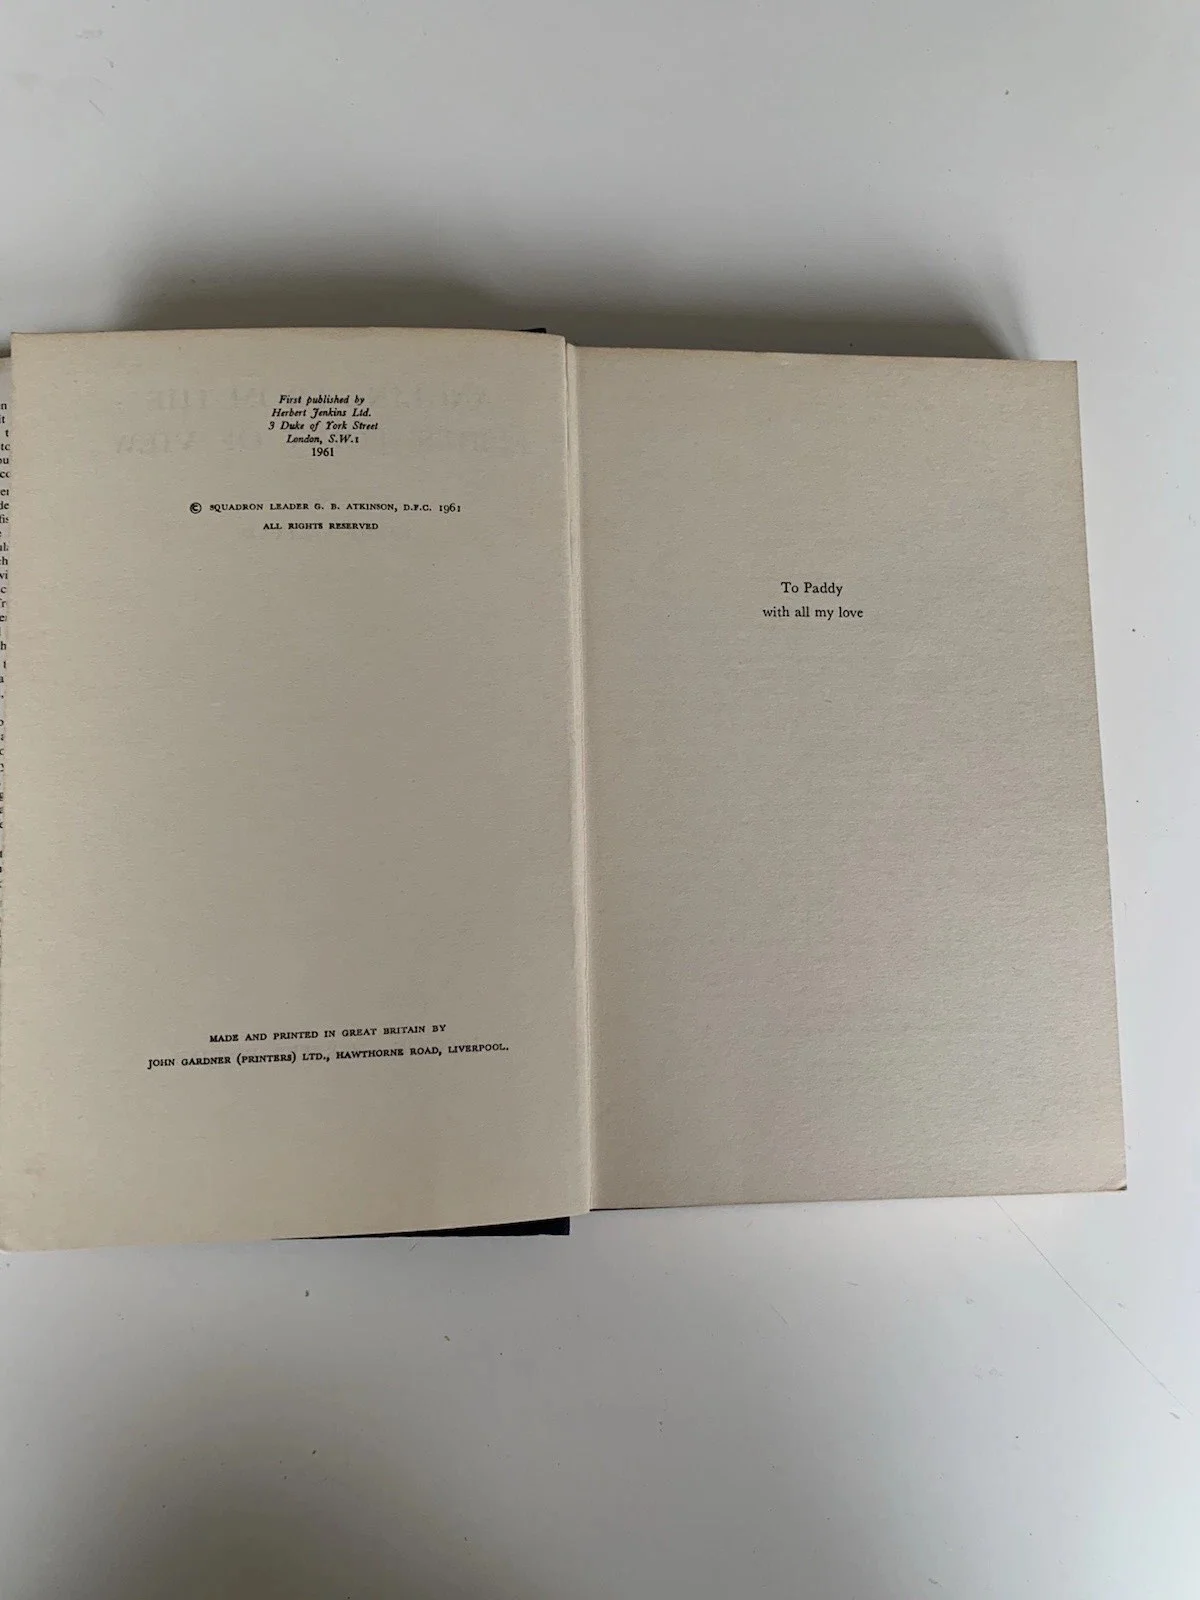 First published by
Herbert Jenkins Ltd.
3 Duke of York Street
London, S.W.1
1961
© SQUADRON LEADER G. B. ATKINSON, D.F.C. 1961
ALL RIGHTS RESERVED
MADE AND PRINTED IN GREAT BRITAIN BY
JOHN GARDNER (PRINTERS) LTD., HAWTHORNE ROAD, LIVERPOOL.
To Paddy
with all my love